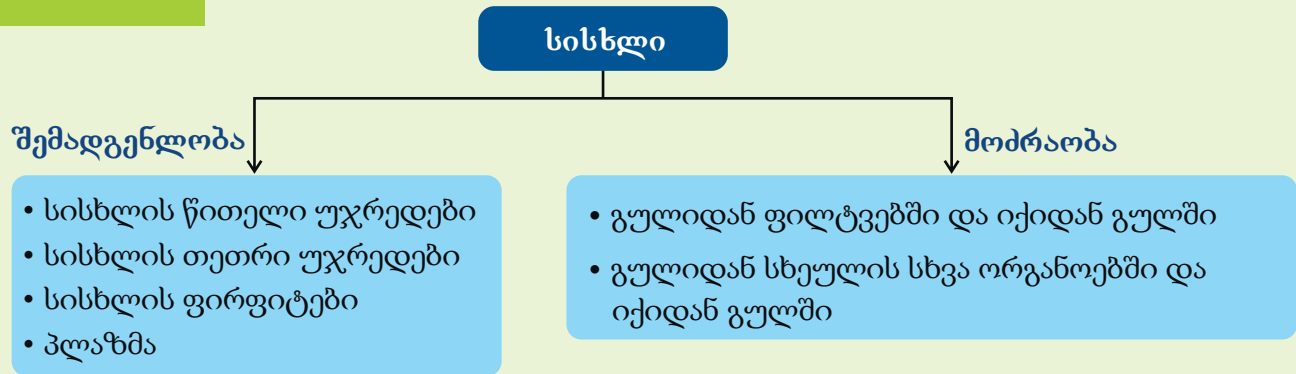 სისხლი
შემადგენლობა
• სისხლის წითელი უჯრედები
• სისხლის თეთრი უჯრედები
• სისხლის ფირფიტები
• პლაზმა
მოძრაობა
• გულიდან ფილტვებში და იქიდან გულში
• გულიდან სხეულის სხვა ორგანოებში და
იქიდან გულში